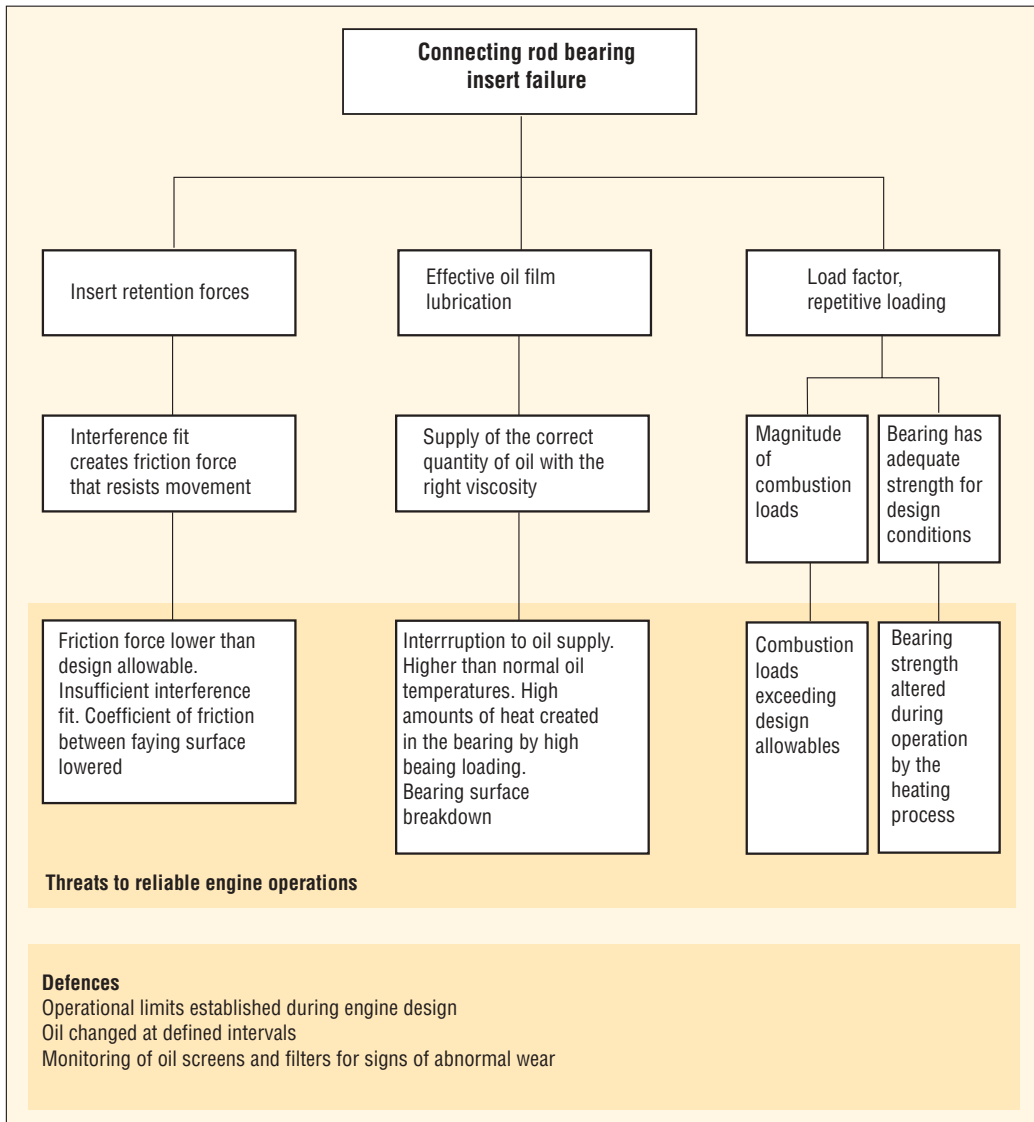 Connecting rod bearing
insert failure
Insert retention forces
Effective oil film
lubrication
Load factor,
repetitive loading
Interference fit
creates friction force
that resists movement
Supply of the correct
quantity of oil with the
right viscosity
Magnitude
of
combustion
loads
Bearing has
adequate
strength for
design
conditions
Friction force lower than
design allowable.
Insufficient interference
fit. Coefficient of friction
between faying surface
lowered
Interrruption to oil supply.
Higher than normal oil
temperatures. High
amounts of heat created
in the bearing by high
beaing loading.
Bearing surface
breakdown
Combustion
loads
exceeding
design
allowables
Bearing
strength
altered
during
operation
by the
heating
process
Threats to reliable engine operations
Defences
Operational limits established during engine design
Oil changed at defined intervals
Monitoring of oil screens and filters for signs of abnormal wear